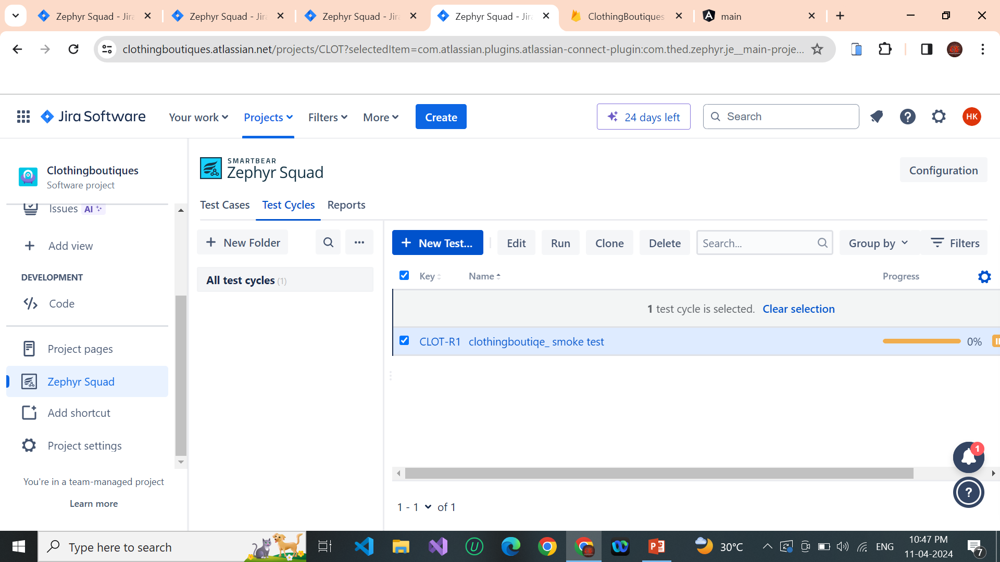 Zephyr Squad - Jira
Zephyr Squad - Jira
Zephyr Squad - Jira
Zephyr Squad - Jira
ClothingBoutiques
main
clothingboutiques.atlassian.net/projects/CLOT?selectedItem=com.atlassian.plugins.atlassian-connect-plugin:com.thed.zephyr.je__main-proje...
Jira Software
Your work
Projects
Filters
More
Create
24 days left
Search
HK
Clothingboutiques
Software project
Issues AI
Add view
DEVELOPMENT
Code
Project pages
Zephyr Squad
Add shortcut
Project settings
You're in a team-managed project
Learn more
SMARTBEAR
Zephyr Squad
Configuration
Test Cases
Test Cycles
Reports
New Folder
All test cycles (1)
New Test...
Edit
Run
Clone
Delete
Search...
Group by
Filters
Key
Name
Progress
1 test cycle is selected. Clear selection
CLOT-R1
clothingboutiqe_ smoke test
0%
1
?
1 - 1 of 1
Type here to search
30°C
ENG
10:47 PM
11-04-2024
7